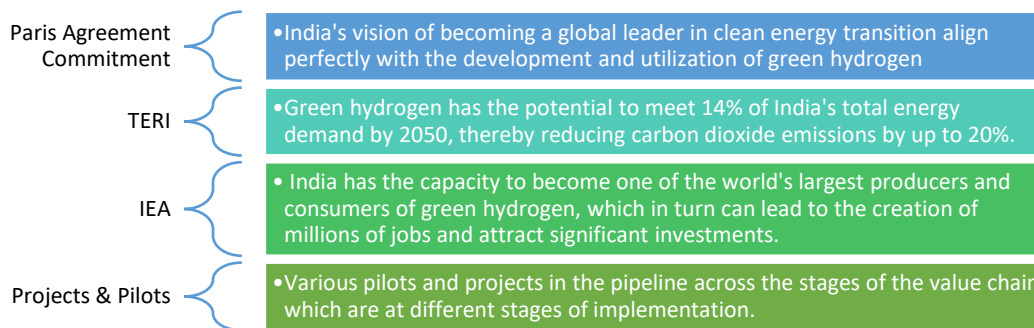 Paris Agreement
Commitment
•India's vision of becoming a global leader in clean energy transition align
perfectly with the development and utilization of green hydrogen
TERI
•Green hydrogen has the potential to meet 14% of India's total energy
demand by 2050, thereby reducing carbon dioxide emissions by up to 20%.
IEA
• India has the capacity to become one of the world's largest producers and
consumers of green hydrogen, which in turn can lead to the creation of
millions of jobs and attract significant investments.
Projects & Pilots
•Various pilots and projects in the pipeline across the stages of the value chain
which are at different stages of implementation.